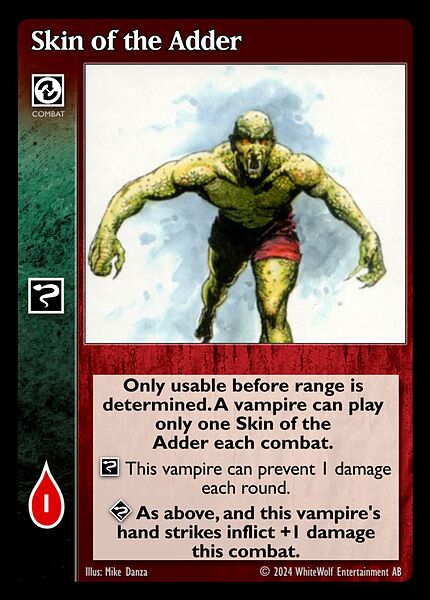 Skin of the Adder
COMBAT
Only usable before range is
determined. A vampire can play
only one Skin of the
Adder each combat.
This vampire can prevent 1 damage
each round.
As above, and this vampire's
hand strikes inflict +1 damage
this combat.
1
Illus: Mike Danza
© 2024 WhiteWolf Entertainment AB